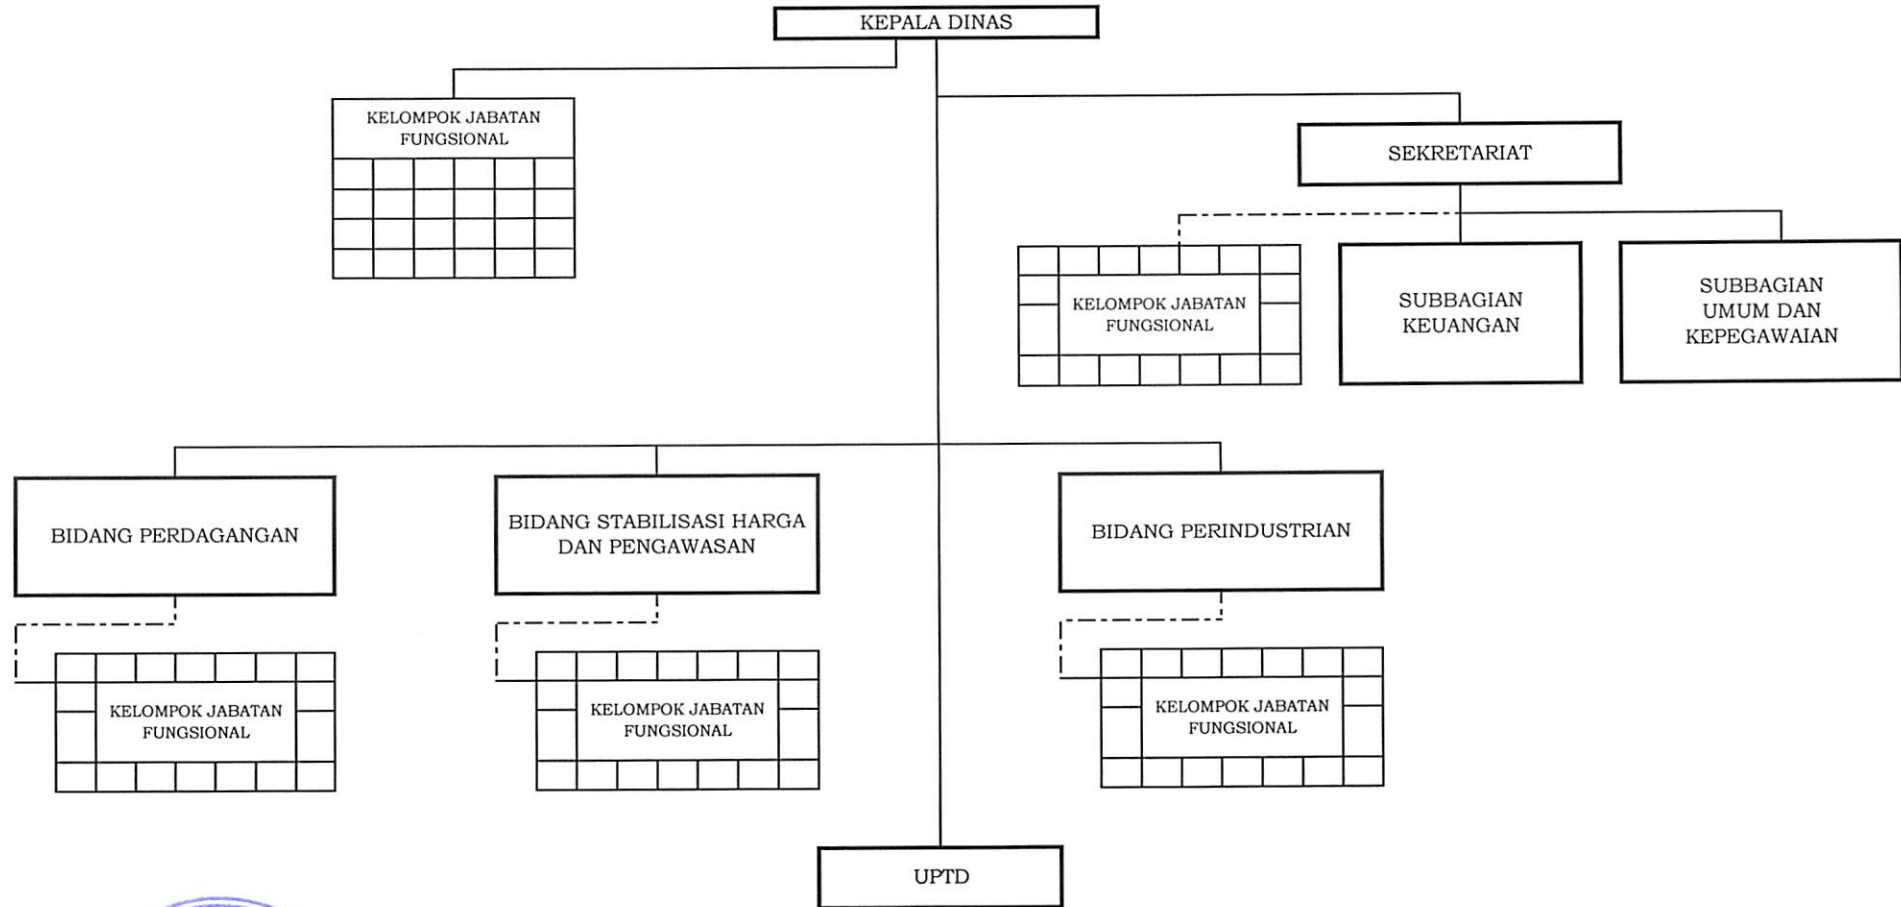 KEPALA DINAS
KELOMPOK JABATAN
FUNGSIONAL
SEKRETARIAT
KELOMPOK JABATAN
FUNGSIONAL
SUBBAGIAN
KEUANGAN
SUBBAGIAN
UMUM DAN
KEPEGAWAIAN
BIDANG PERDAGANGAN
BIDANG STABILISASI HARGA
DAN PENGAWASAN
BIDANG PERINDUSTRIAN
KELOMPOK JABATAN
FUNGSIONAL
KELOMPOK JABATAN
FUNGSIONAL
KELOMPOK JABATAN
FUNGSIONAL
UPTD